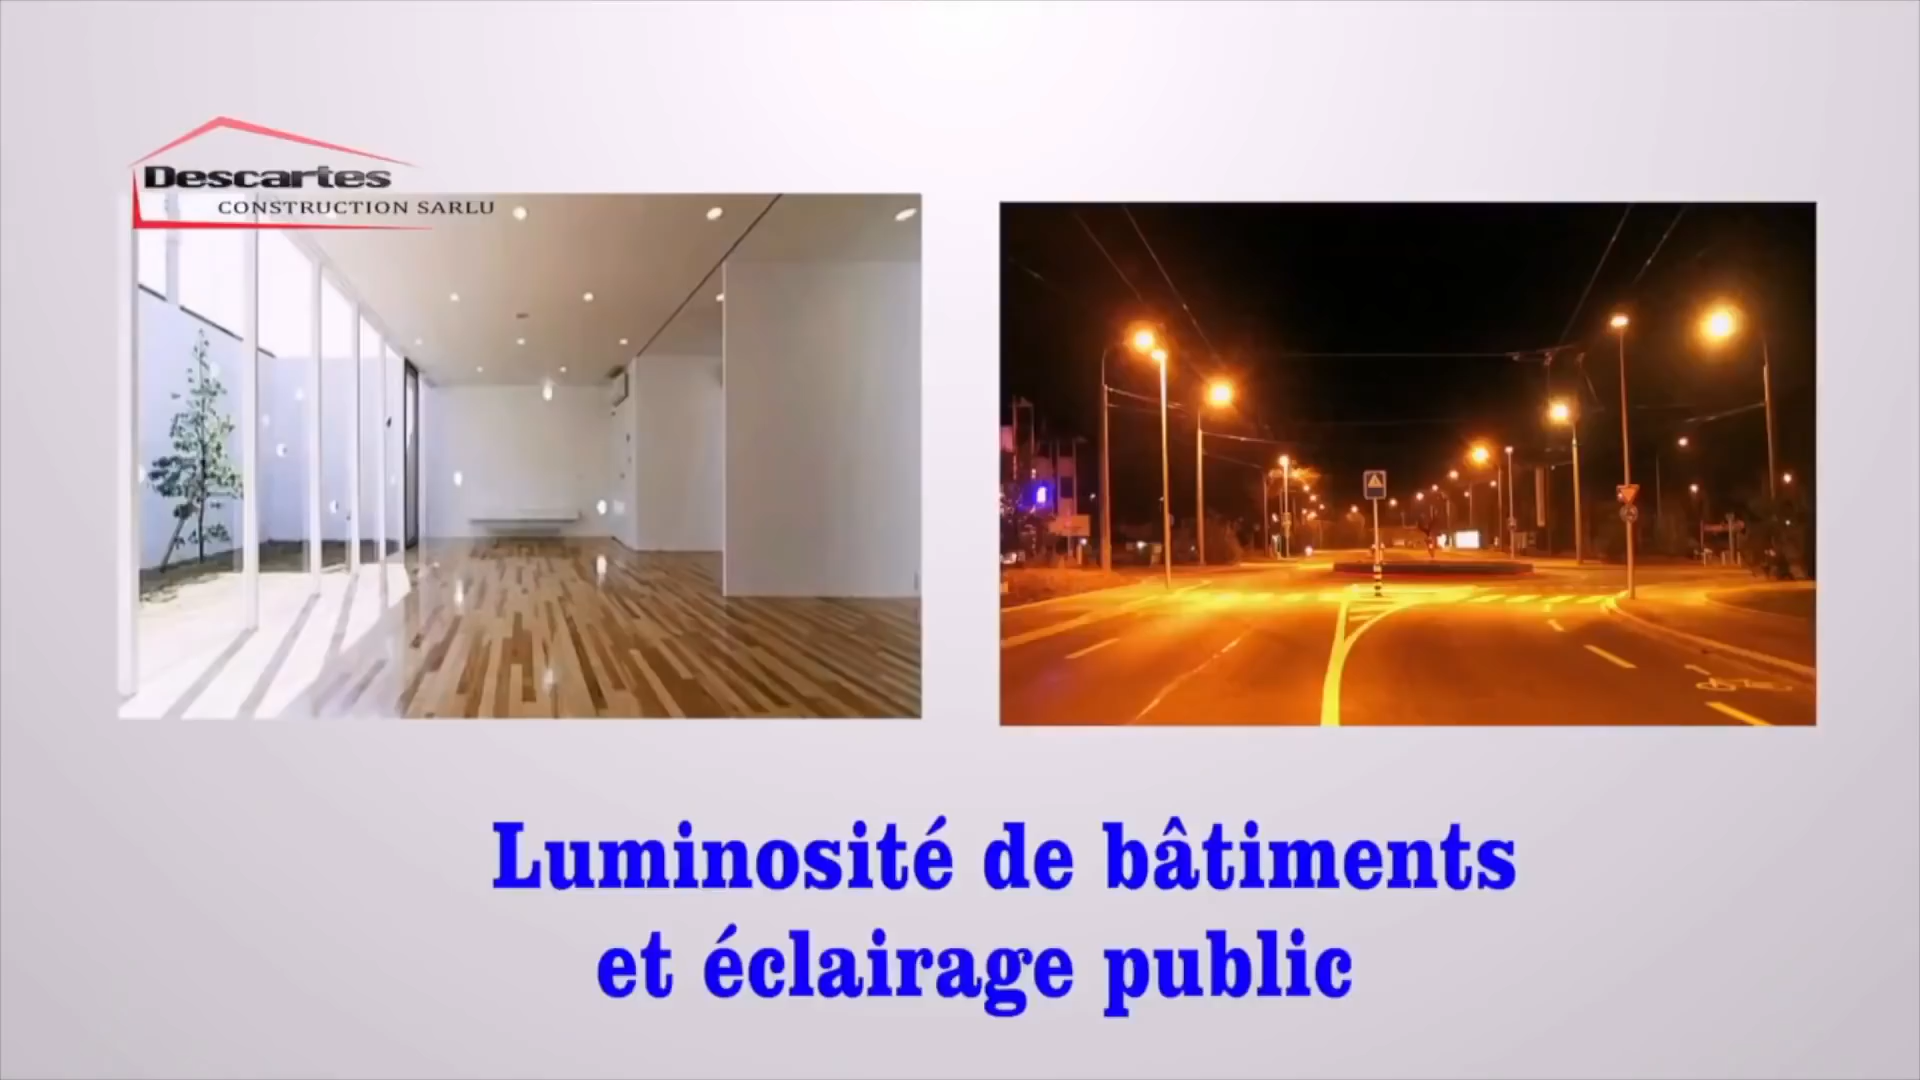 Descartes
CONSTRUCTION SARLU
Luminosité de bâtiments
et éclairage public